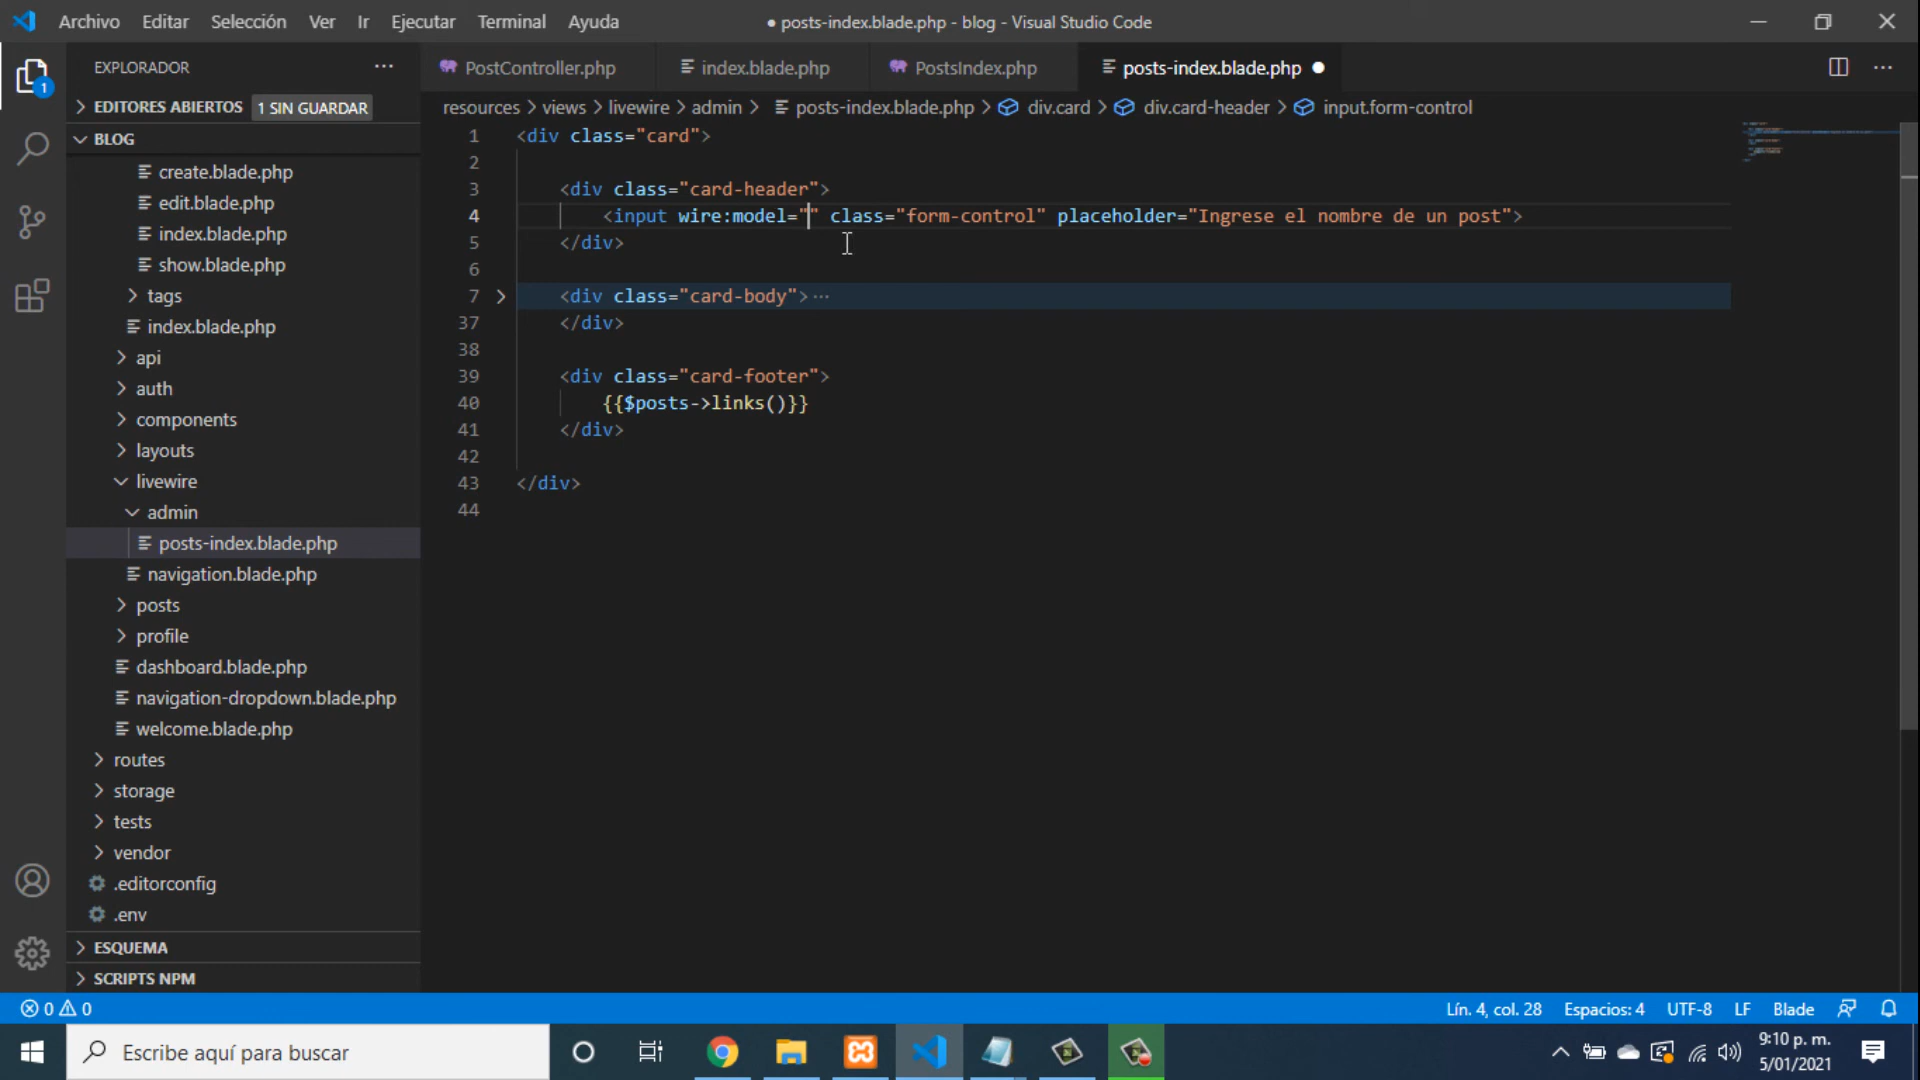 Archivo Editar Selección Ver Ir Ejecutar Terminal Ayuda
● posts-index.blade.php - blog - Visual Studio Code
EXPLORADOR
EDITORES ABIERTOS 1 SIN GUARDAR
BLOG
create.blade.php
edit.blade.php
index.blade.php
show.blade.php
tags
index.blade.php
api
auth
components
layouts
livewire
admin
posts-index.blade.php
navigation.blade.php
posts
profile
dashboard.blade.php
navigation-dropdown.blade.php
welcome.blade.php
routes
storage
tests
vendor
.editorconfig
.env
ESQUEMA
SCRIPTS NPM
1
PostController.php index.blade.php PostsIndex.php posts-index.blade.php ●
resources > views > livewire > admin > posts-index.blade.php > div.card > div.card-header > input.form-control
1 <div class="card">
2
3 <div class="card-header">
4 <input wire:model="" class="form-control" placeholder="Ingrese el nombre de un post">
5 </div>
6
7 <div class="card-body"> ···
37 </div>
38
39 <div class="card-footer">
40 {{$posts->links()}}
41 </div>
42
43 </div>
44
0 0
Lín. 4, col. 28 Espacios: 4 UTF-8 LF Blade
Escribe aquí para buscar
9:10 p. m.
5/01/2021